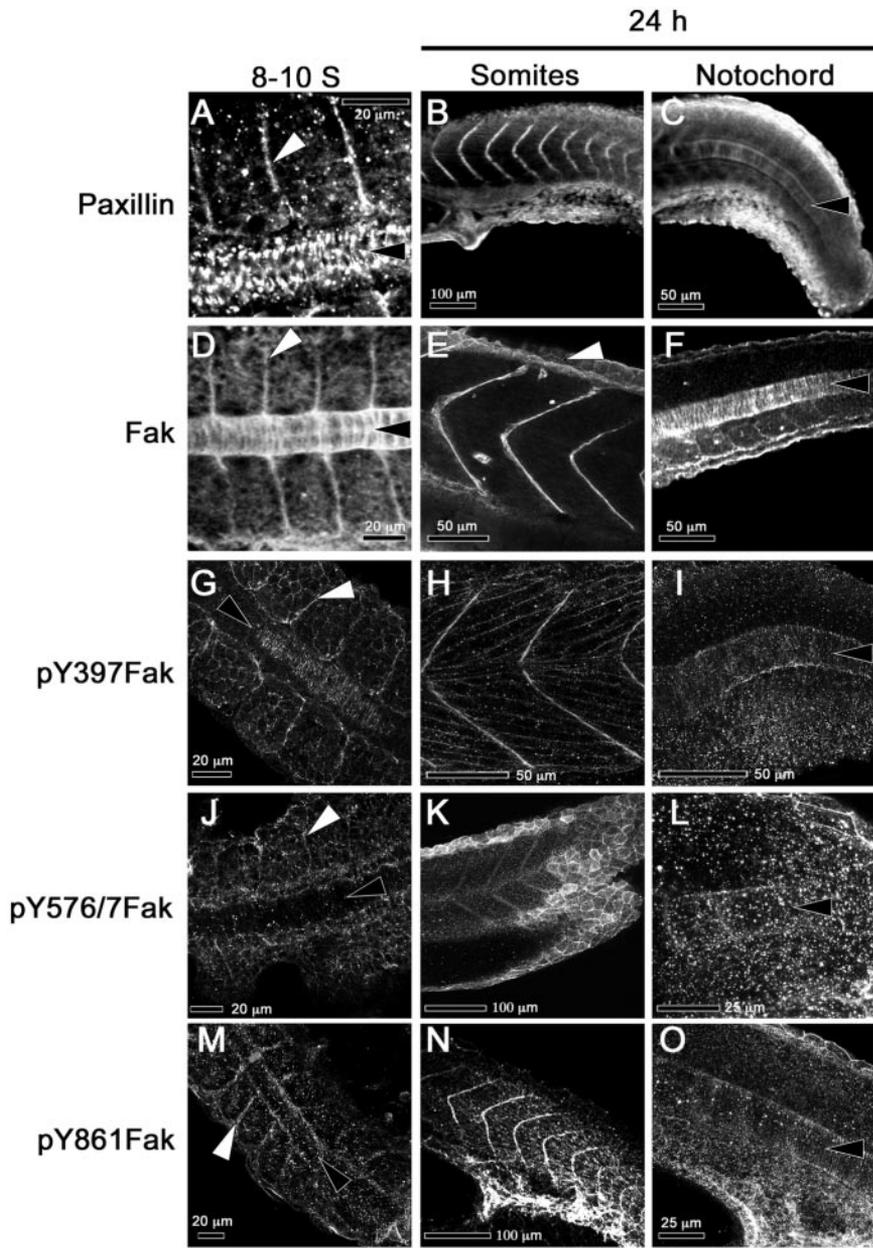 24 h
8-10 S Somites Notochord
Paxillin
A 20 μm
B 100 μm
C 50 μm
Fak
D 20 μm
E 50 μm
F 50 μm
pY397Fak
G 20 μm
H 50 μm
I 50 μm
pY576/7Fak
J 20 μm
K 100 μm
L 25 μm
pY861Fak
M 20 μm
N 100 μm
O 25 μm